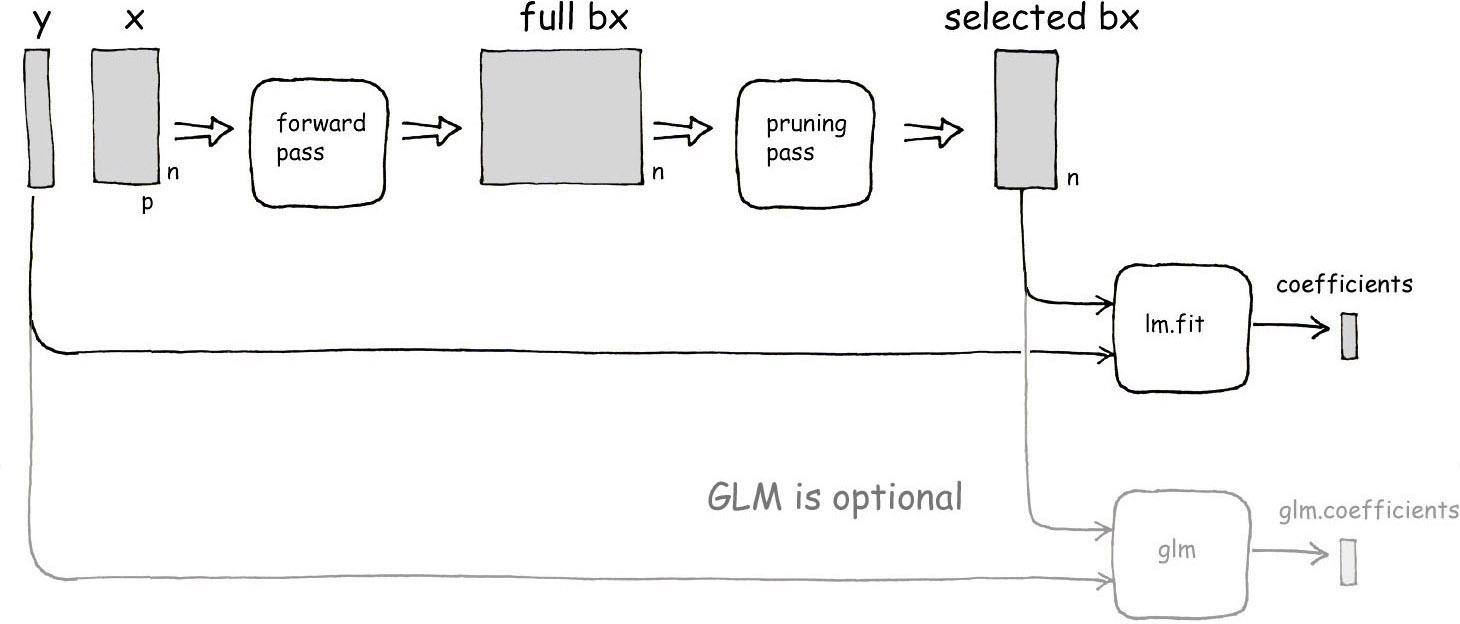 y
x
full bx
selected bx
forward
pass
pruning
pass
n
n
n
p
coefficients
lm.fit
GLM is optional
glm.coefficients
glm